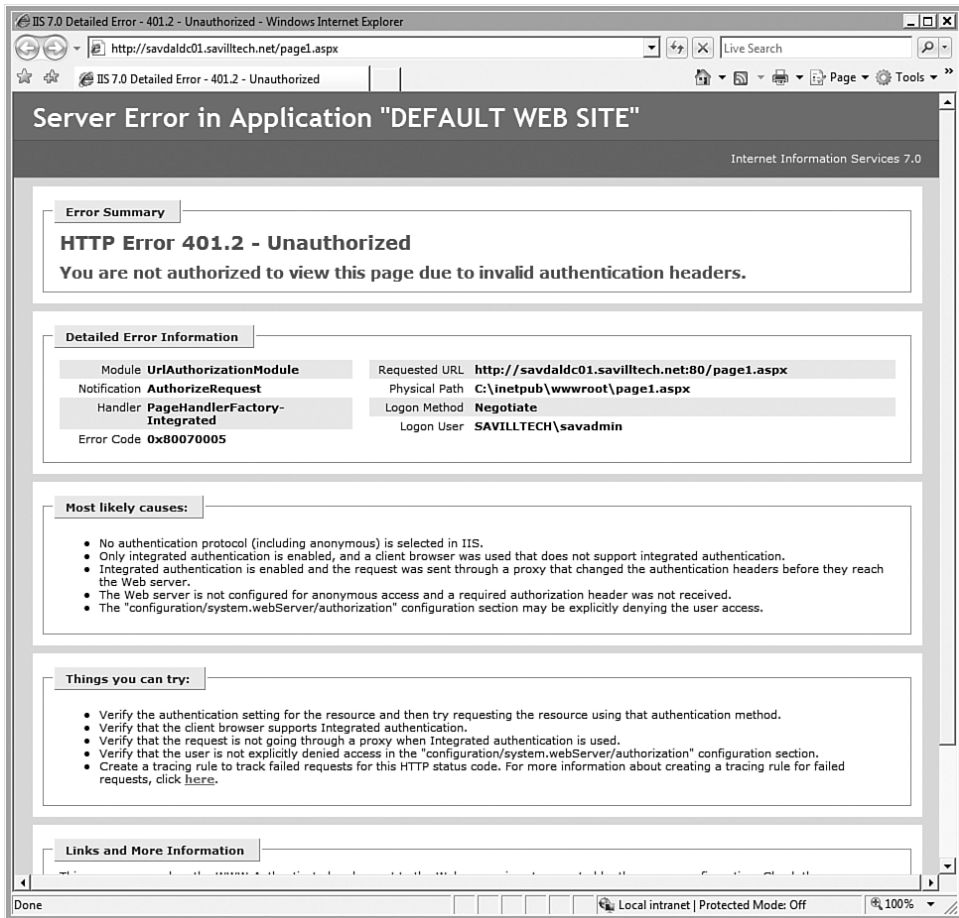 IIS 7.0 Detailed Error - 401.2 - Unauthorized - Windows Internet Explorer
http://savdaldc01.savilltech.net/page1.aspx
Live Search
IIS 7.0 Detailed Error - 401.2 - Unauthorized
Page
Tools
Server Error in Application "DEFAULT WEB SITE"
Internet Information Services 7.0
Error Summary
HTTP Error 401.2 - Unauthorized
You are not authorized to view this page due to invalid authentication headers.
Detailed Error Information
Module UrlAuthorizationModule
Notification AuthorizeRequest
Handler PageHandlerFactory-
Integrated
Error Code 0x80070005
Requested URL http://savdaldc01.savilltech.net:80/page1.aspx
Physical Path C:\inetpub\wwwroot\page1.aspx
Logon Method Negotiate
Logon User SAVILLTECH\savadmin
Most likely causes:
• No authentication protocol (including anonymous) is selected in IIS.
• Only integrated authentication is enabled, and a client browser was used that does not support integrated authentication.
• Integrated authentication is enabled and the request was sent through a proxy that changed the authentication headers before they reach
the Web server.
• The Web server is not configured for anonymous access and a required authorization header was not received.
• The "configuration/system.webServer/authorization" configuration section may be explicitly denying the user access.
Things you can try:
• Verify the authentication setting for the resource and then try requesting the resource using that authentication method.
• Verify that the client browser supports Integrated authentication.
• Verify that the request is not going through a proxy when Integrated authentication is used.
• Verify that the user is not explicitly denied access in the "configuration/system.webServer/authorization" configuration section.
• Create a tracing rule to track failed requests for this HTTP status code. For more information about creating a tracing rule for failed
requests, click here.
Links and More Information
Done
Local intranet | Protected Mode: Off
100%